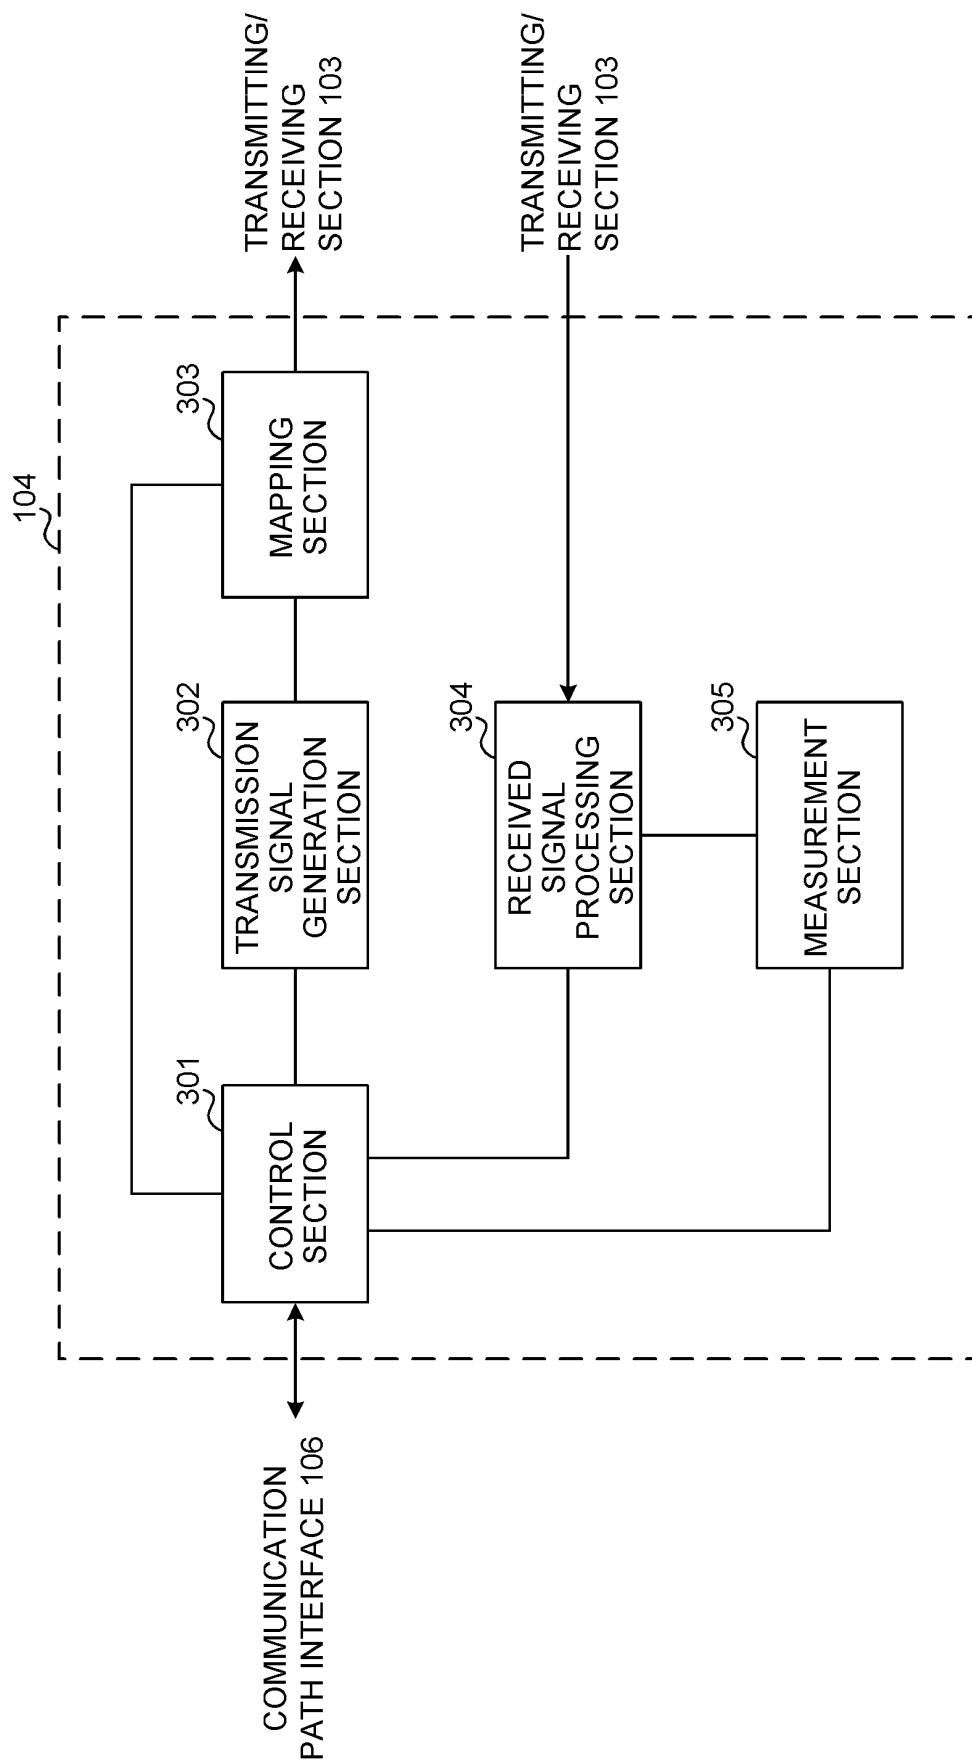 104
COMMUNICATION
PATH INTERFACE 106
301
CONTROL
SECTION
302
TRANSMISSION
SIGNAL
GENERATION
SECTION
303
MAPPING
SECTION
TRANSMITTING/
RECEIVING
SECTION 103
304
RECEIVED
SIGNAL
PROCESSING
SECTION
TRANSMITTING/
RECEIVING
SECTION 103
305
MEASUREMENT
SECTION